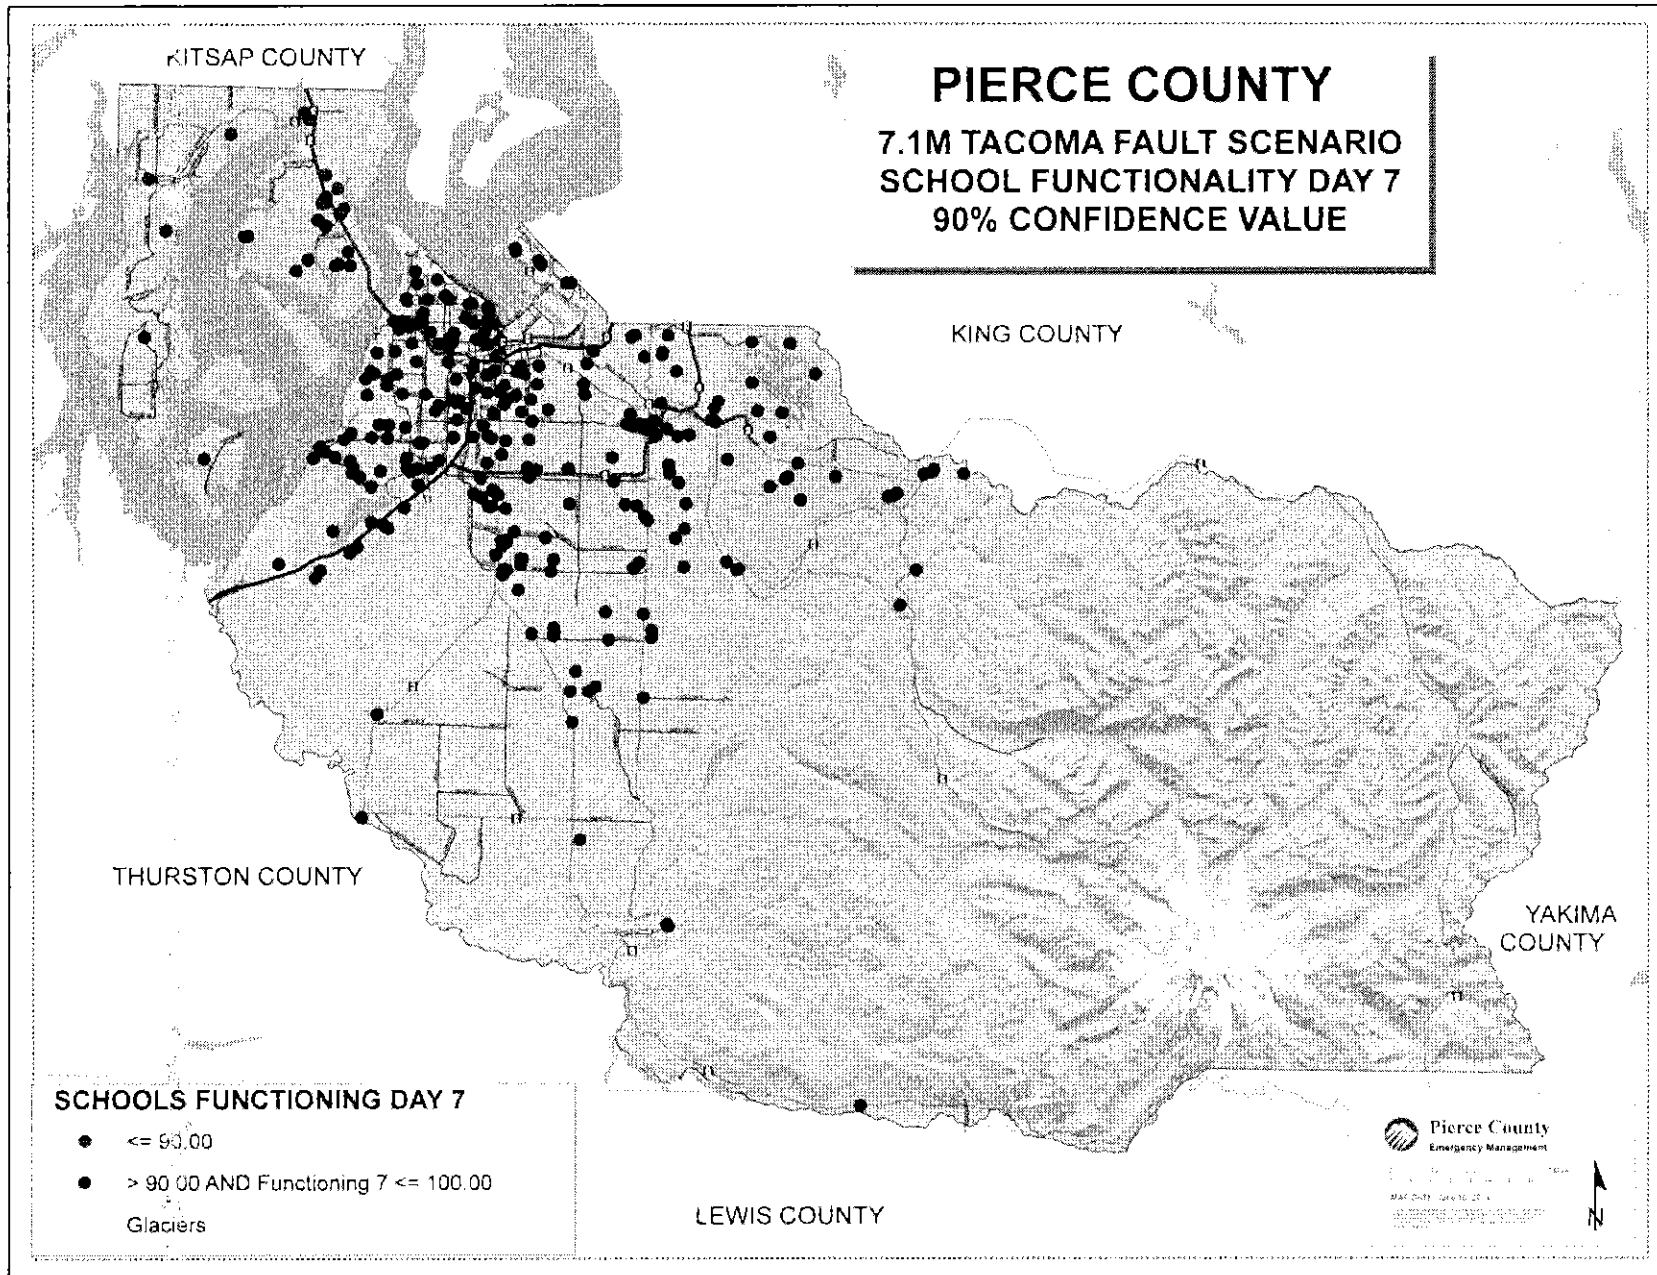 KITSAP COUNTY
PIERCE COUNTY
7.1M TACOMA FAULT SCENARIO
SCHOOL FUNCTIONALITY DAY 7
90% CONFIDENCE VALUE
KING COUNTY
THURSTON COUNTY
YAKIMA
COUNTY
SCHOOLS FUNCTIONING DAY 7
<= 90.00
> 90.00 AND Functioning 7 <= 100.00
Glaciers
LEWIS COUNTY
Pierce County
Emergency Management
N